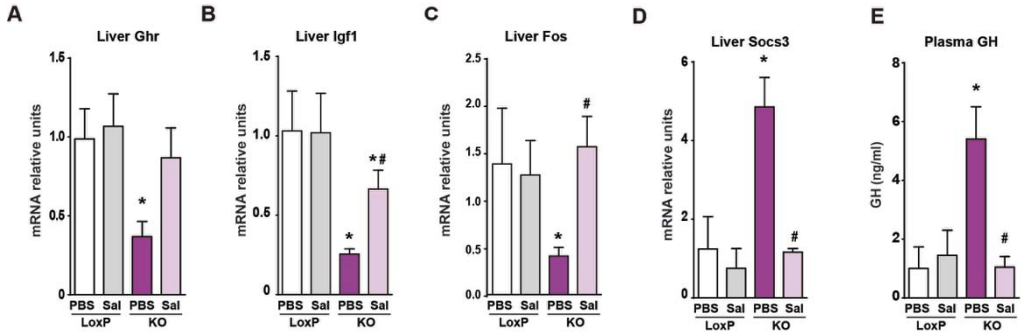 A
Liver Ghr
mRNA relative units
1.5
1.0
0.5
0
*
PBS Sal PBS Sal
LoxP KO
B
Liver Igf1
mRNA relative units
1.5
1.0
0.5
0
*
*#
PBS Sal PBS Sal
LoxP KO
C
Liver Fos
mRNA relative units
2.5
2.0
1.5
1.0
0.5
0.0
*
#
PBS Sal PBS Sal
LoxP KO
D
Liver Socs3
mRNA relative units
6
4
2
0
*
#
PBS Sal PBS Sal
LoxP KO
E
Plasma GH
GH (ng/ml)
8
6
4
2
0
*
#
PBS Sal PBS Sal
LoxP KO